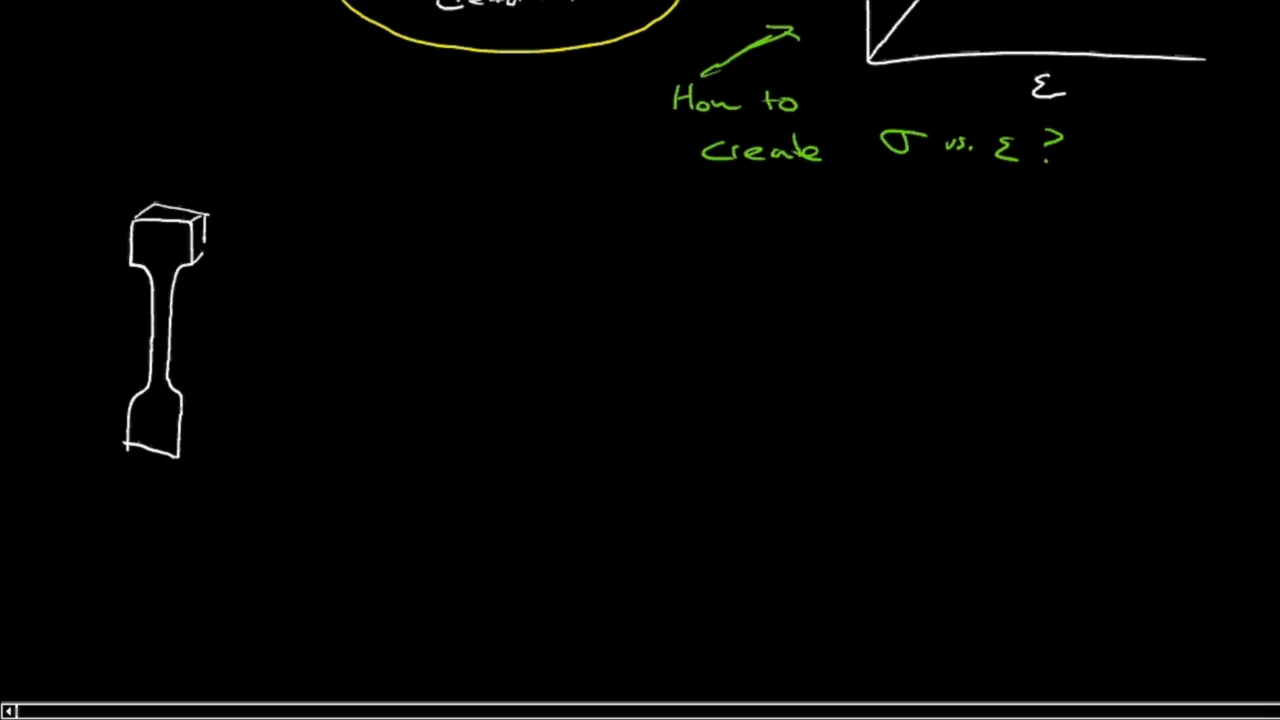 ε
How to
create σ vs. ε ?